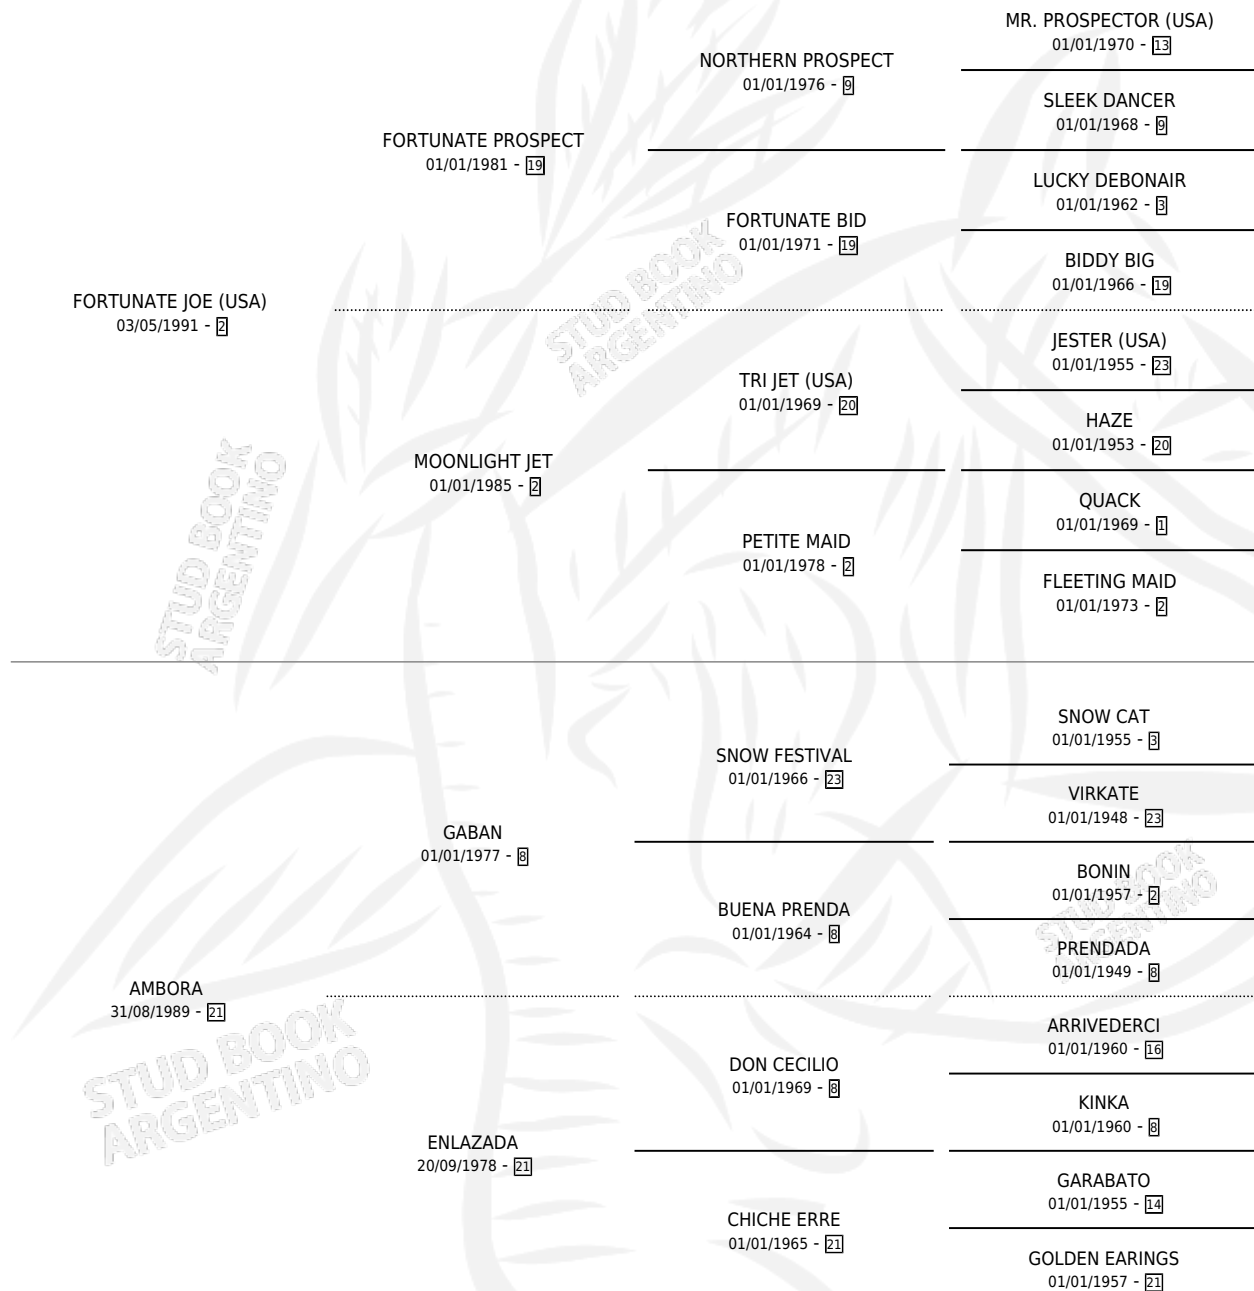 MR. PROSPECTOR (USA)
01/01/1970 - 13
NORTHERN PROSPECT
01/01/1976 - 9
SLEEK DANCER
01/01/1968 - 9
FORTUNATE PROSPECT
01/01/1981 - 19
LUCKY DEBONAIR
01/01/1962 - 3
FORTUNATE BID
01/01/1971 - 19
BIDDY BIG
01/01/1966 - 19
FORTUNATE JOE (USA)
03/05/1991 - 2
STUD BOOK
ARGENTINO
JESTER (USA)
01/01/1955 - 23
TRI JET (USA)
01/01/1969 - 20
HAZE
01/01/1953 - 20
MOONLIGHT JET
01/01/1985 - 2
QUACK
01/01/1969 - 1
PETITE MAID
01/01/1978 - 2
FLEETING MAID
01/01/1973 - 2
STUD BOOK
ARGENTINO
SNOW CAT
01/01/1955 - 3
SNOW FESTIVAL
01/01/1966 - 23
VIRKATE
01/01/1948 - 23
GABAN
01/01/1977 - 8
BONIN
01/01/1957 - 2
BUENA PRENDA
01/01/1964 - 8
STUD BOOK
ARGENTINO
PRENDADA
01/01/1949 - 8
AMBORA
31/08/1989 - 21
STUD BOOK
ARGENTINO
ARRIVEDERCI
01/01/1960 - 16
DON CECILIO
01/01/1969 - 8
KINKA
01/01/1960 - 8
ENLAZADA
20/09/1978 - 21
GARABATO
01/01/1955 - 14
CHICHE ERRE
01/01/1965 - 21
GOLDEN EARINGS
01/01/1957 - 21